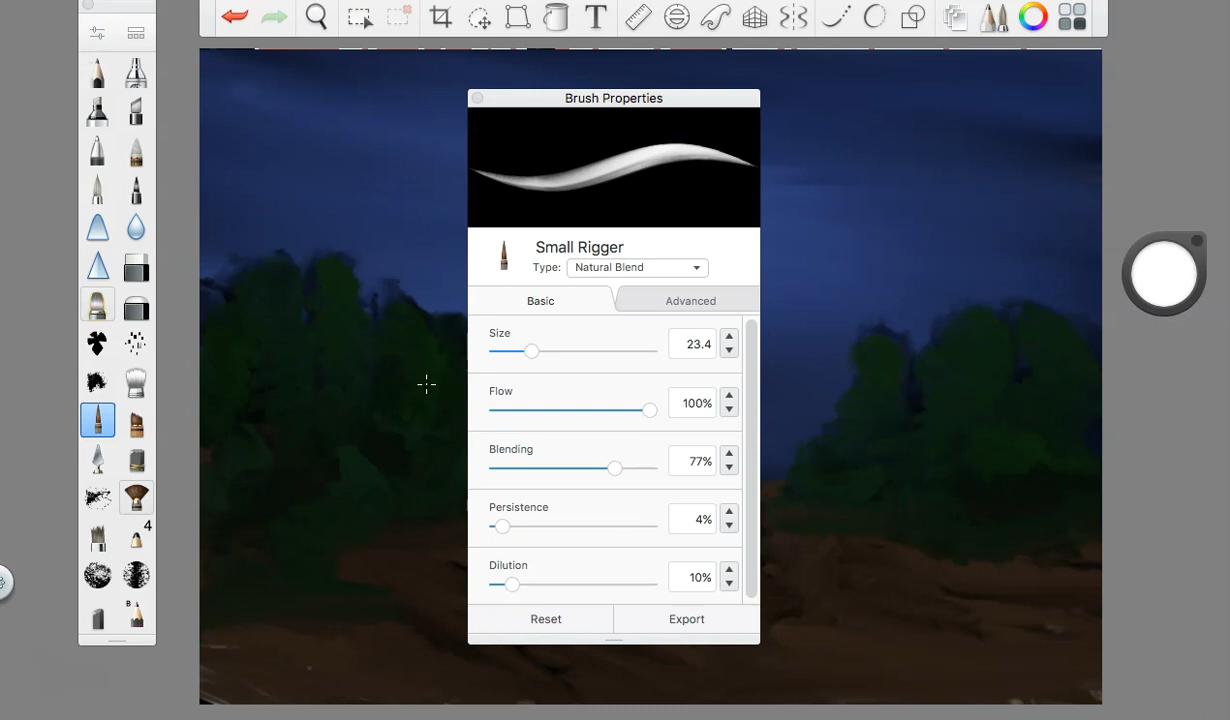 Brush Properties
Small Rigger
Type: Natural Blend
Basic
Advanced
Size
23.4
Flow
100%
Blending
77%
Persistence
4%
Dilution
10%
Reset
Export
4
B
T